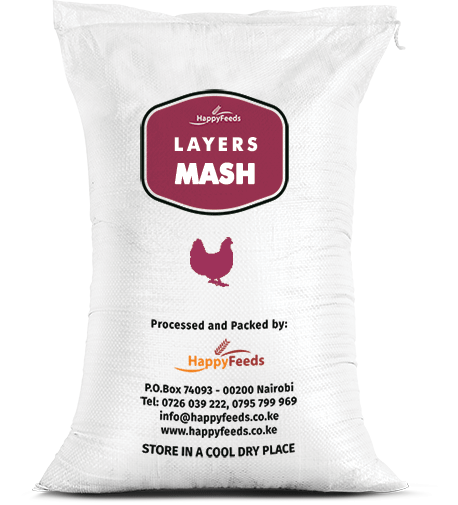 HappyFeeds
LAYERS
MASH
Processed and Packed by:
HappyFeeds
P.O.Box 74093 - 00200 Nairobi
Tel: 0726 039 222, 0795 799 969
info@happyfeeds.co.ke
www.happyfeeds.co.ke
STORE IN A COOL DRY PLACE